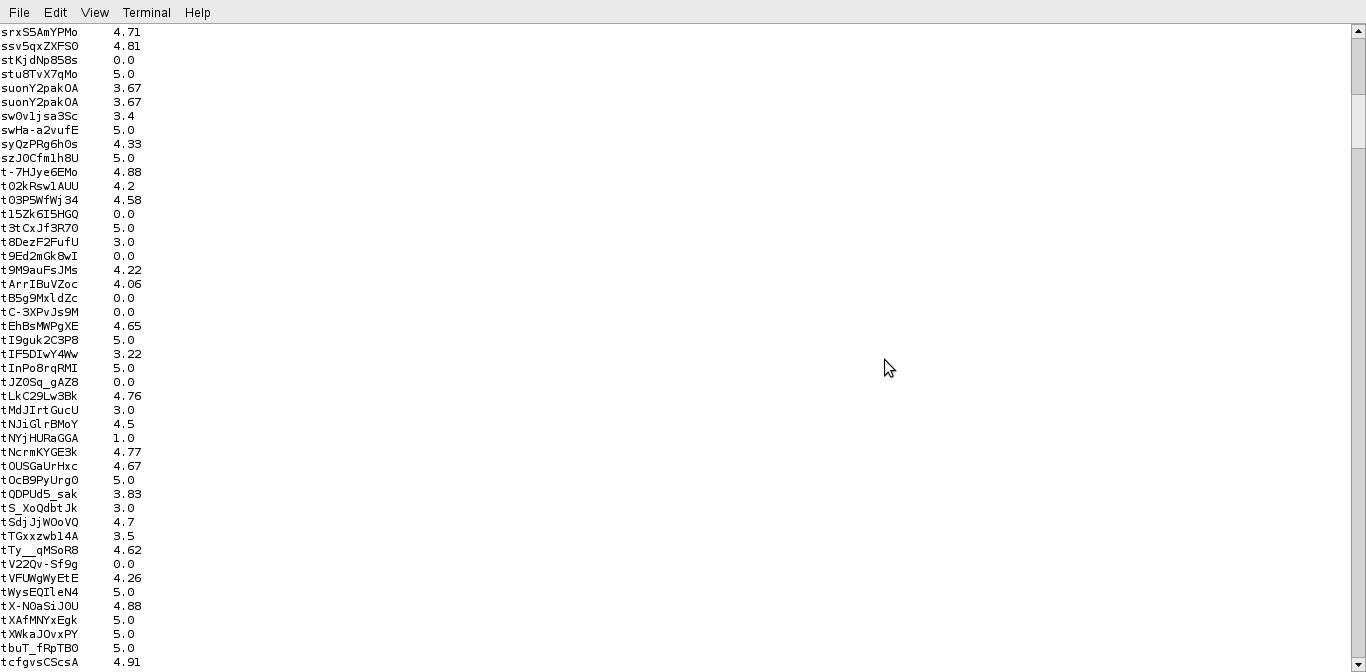 File Edit View Terminal Help
srxS5AmYPMo 4.71
ssv5qxZXFS0 4.81
stKjdNp858s 0.0
stu8TvX7qMo 5.0
suonY2pakOA 3.67
suonY2pakOA 3.67
swOv1jsa3Sc 3.4
swHa-a2vufE 5.0
syQzPRg6h0s 4.33
szJ0Cfm1h8U 5.0
t-7HJye6EMo 4.88
t02kRswlAUU 4.2
t03P5WfWj34 4.58
t15Zk6I5HGQ 0.0
t3tCxJf3R70 5.0
t8DezF2FufU 3.0
t9Ed2mGk8wI 0.0
t9M9auFsJMs 4.22
tArrIBuVZoc 4.06
tB5g9MxldZc 0.0
tC-3XPvJs9M 0.0
tEhBsMWPgXE 4.65
tI9guk2C3P8 5.0
tIF5DIwY4Ww 3.22
tInPo8rqRMI 5.0
tJZ0Sq_gAZ8 0.0
tLkC29Lw3Bk 4.76
tMdJIrtGucU 3.0
tNJiGlrBMoY 4.5
tNYjHURaGGA 1.0
tNcrmKYGE3k 4.77
tOUSGaUrHxc 4.67
tOcB9PyUrg0 5.0
tQDPUd5_sak 3.83
tS_XoQdbtJk 3.0
tSdjJjWOoVQ 4.7
tTGxxzwb14A 3.5
tTy__qMSoR8 4.62
tV22Qv-Sf9g 0.0
tVFUWgWyEtE 4.26
tWysEQIleN4 5.0
tX-N0aSiJ0U 4.88
tXAfMNYxEgk 5.0
tXWkaJOvxPY 5.0
tbuT_fRpTB0 5.0
tcfgvsCScsA 4.91